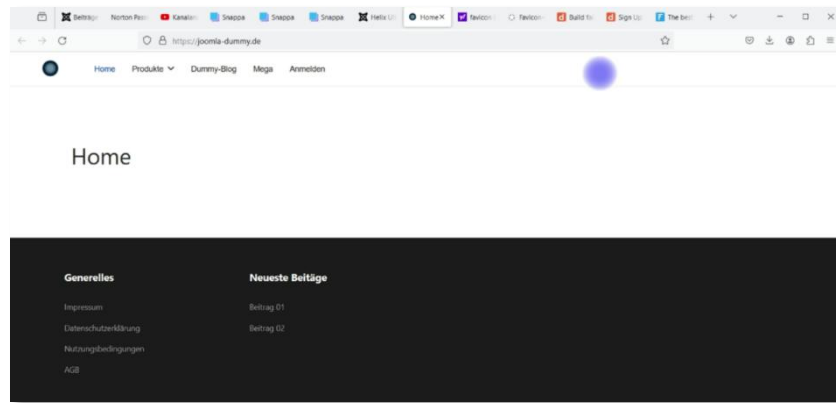 Beiträge Norton Pass Kanalan Snappa Snappa Snappa Helix Ul Home favicon favicon Build fo Sign Up The best
https://joomla-dummy.de
Home Produkte Dummy-Blog Mega Anmelden
Home
Generelles Neueste Beitäge
Impressum Beitrag 01
Datenschutzerklärung Beitrag 02
Nutzungsbedingungen
AGB